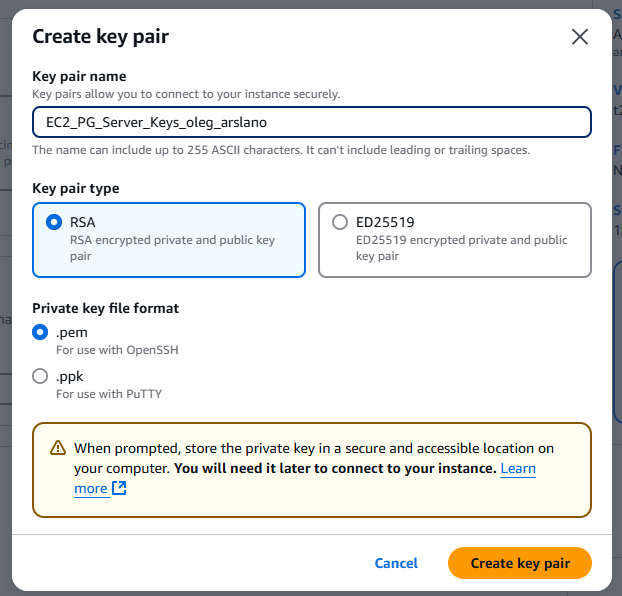 Create key pair
Key pair name
Key pairs allow you to connect to your instance securely.
EC2_PG_Server_Keys_oleg_arslano
The name can include up to 255 ASCII characters. It can't include leading or trailing spaces.
Key pair type
RSA
RSA encrypted private and public key
pair
ED25519
ED25519 encrypted private and public
key pair
Private key file format
.pem
For use with OpenSSH
.ppk
For use with PuTTY
When prompted, store the private key in a secure and accessible location on
your computer. You will need it later to connect to your instance. Learn
more
Cancel
Create key pair